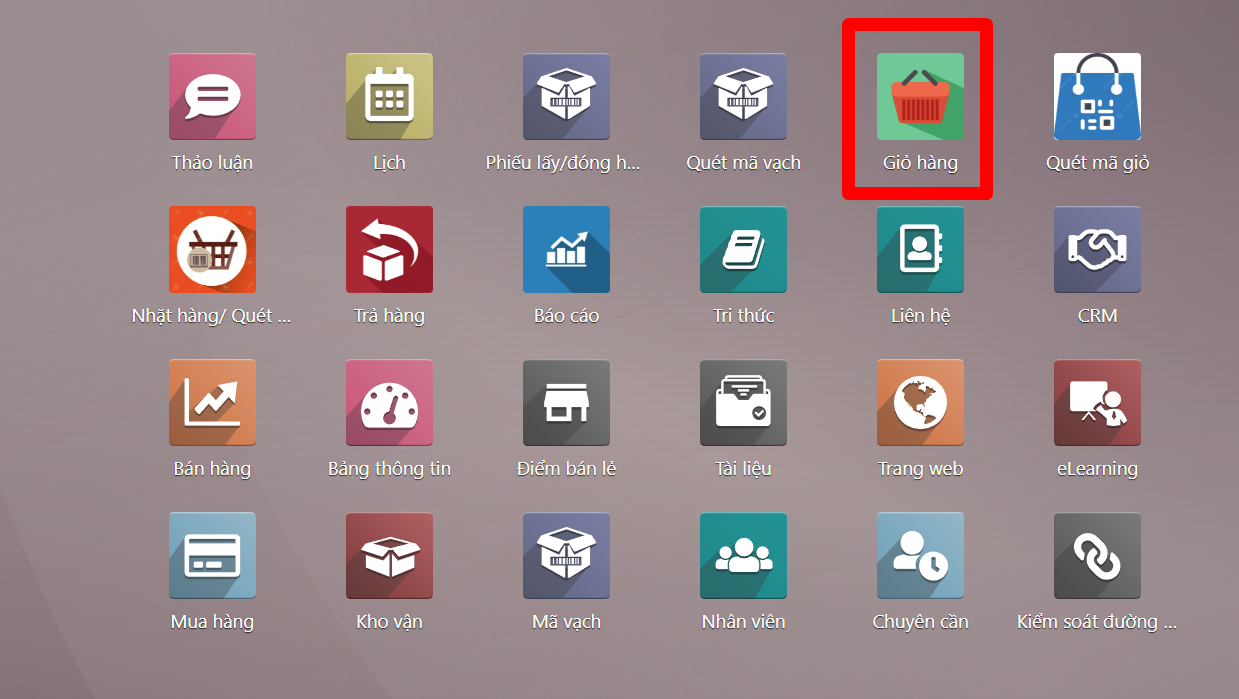 Thảo luận
Lịch
Phiếu lấy/đóng h...
Quét mã vạch
Giỏ hàng
Quét mã giỏ
Nhặt hàng/ Quét ...
Trả hàng
Báo cáo
Tri thức
Liên hệ
CRM
Bán hàng
Bảng thông tin
Điểm bán lẻ
Tài liệu
Trang web
eLearning
Mua hàng
Kho vận
Mã vạch
Nhân viên
Chuyên cần
Kiểm soát đường ...